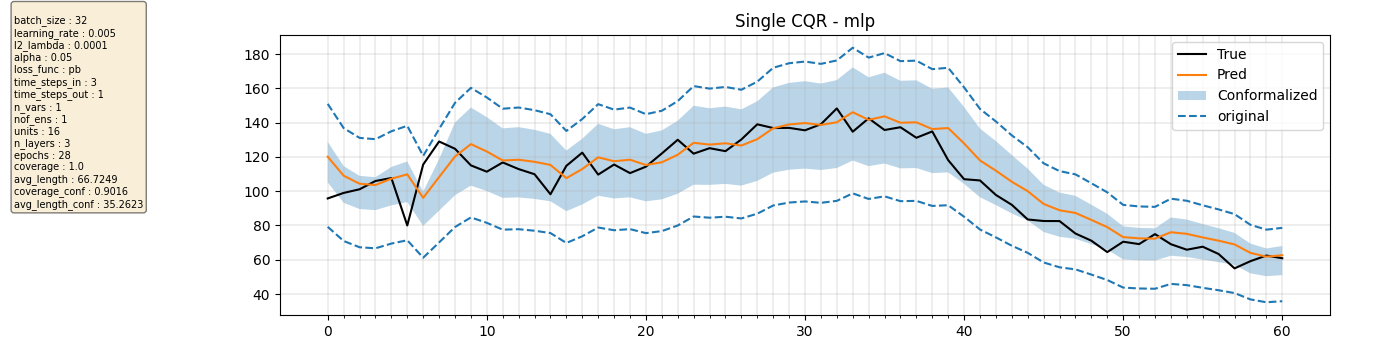 batch_size : 32
learning_rate : 0.005
l2_lambda : 0.0001
alpha : 0.05
loss_func : pb
time_steps_in : 3
time_steps_out : 1
n_vars : 1
nof_ens : 1
units : 16
n_layers : 3
epochs : 28
coverage : 1.0
avg_length : 66.7249
coverage_conf : 0.9016
avg_length_conf : 35.2623
Single CQR - mlp
180
160
140
120
100
80
60
40
0 10 20 30 40 50 60
True
Pred
Conformalized
original